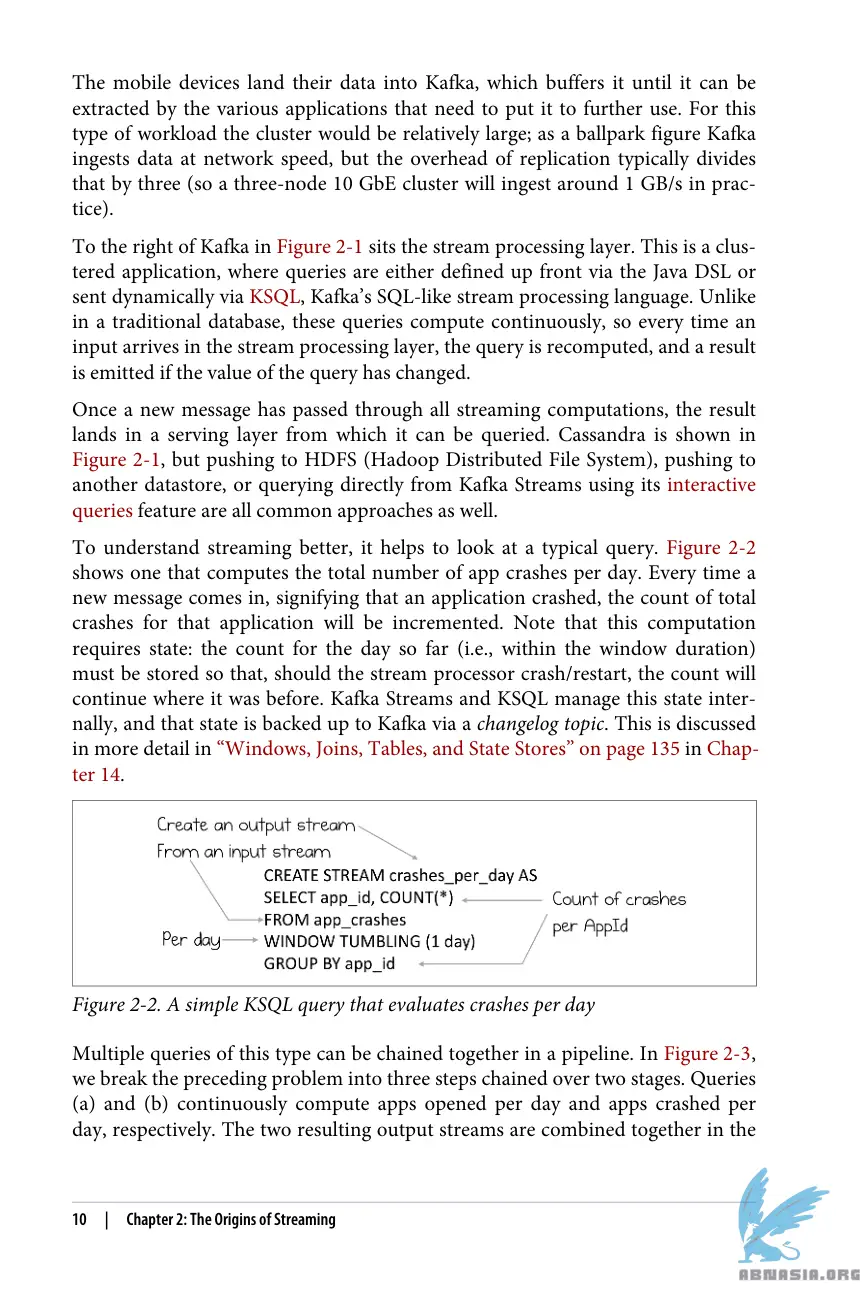 The mobile devices land their data into Kafka, which buffers it until it can be
extracted by the various applications that need to put it to further use. For this
type of workload the cluster would be relatively large; as a ballpark figure Kafka
ingests data at network speed, but the overhead of replication typically divides
that by three (so a three-node 10 GbE cluster will ingest around 1 GB/s in prac-
tice).
To the right of Kafka in Figure 2-1 sits the stream processing layer. This is a clus-
tered application, where queries are either defined up front via the Java DSL or
sent dynamically via KSQL, Kafka’s SQL-like stream processing language. Unlike
in a traditional database, these queries compute continuously, so every time an
input arrives in the stream processing layer, the query is recomputed, and a result
is emitted if the value of the query has changed.
Once a new message has passed through all streaming computations, the result
lands in a serving layer from which it can be queried. Cassandra is shown in
Figure 2-1, but pushing to HDFS (Hadoop Distributed File System), pushing to
another datastore, or querying directly from Kafka Streams using its interactive
queries feature are all common approaches as well.
To understand streaming better, it helps to look at a typical query. Figure 2-2
shows one that computes the total number of app crashes per day. Every time a
new message comes in, signifying that an application crashed, the count of total
crashes for that application will be incremented. Note that this computation
requires state: the count for the day so far (i.e., within the window duration)
must be stored so that, should the stream processor crash/restart, the count will
continue where it was before. Kafka Streams and KSQL manage this state inter-
nally, and that state is backed up to Kafka via a changelog topic. This is discussed
in more detail in “Windows, Joins, Tables, and State Stores” on page 135 in Chap-
ter 14.
Create an output stream
From an input stream
CREATE STREAM crashes_per_day AS
SELECT app_id, COUNT(*)
Count of crashes
FROM app_crashes
per AppId
Per day
WINDOW TUMBLING (1 day)
GROUP BY app_id
Figure 2-2. A simple KSQL query that evaluates crashes per day
Multiple queries of this type can be chained together in a pipeline. In Figure 2-3,
we break the preceding problem into three steps chained over two stages. Queries
(a) and (b) continuously compute apps opened per day and apps crashed per
day, respectively. The two resulting output streams are combined together in the
10 | Chapter 2: The Origins of Streaming
ABNASIA.ORG